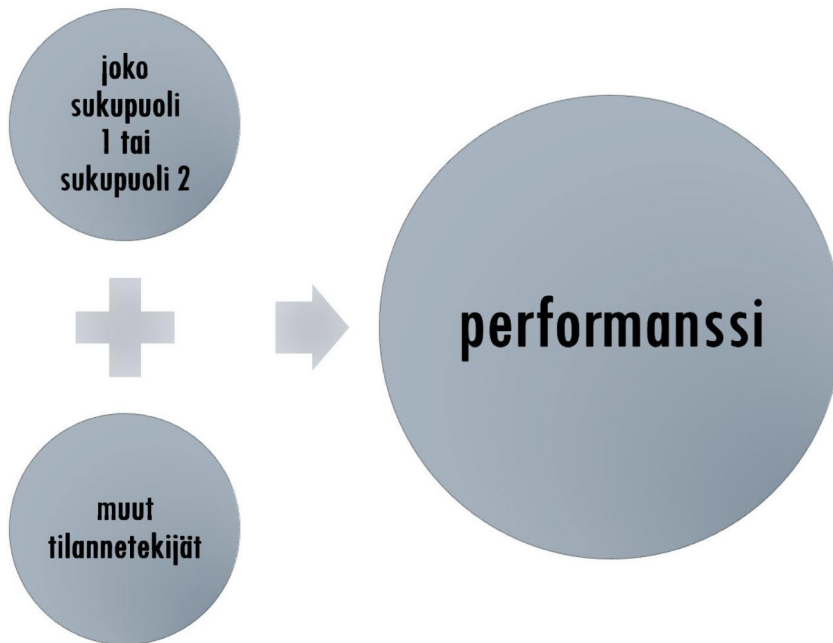 joko
sukupuoli
1 tai
sukupuoli 2
muut
tilannetekijät
performanssi